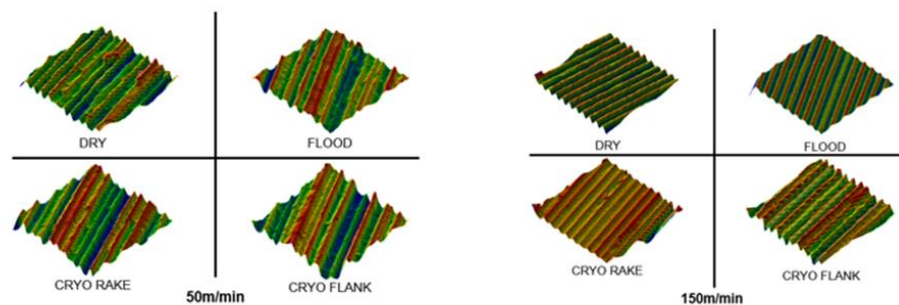 DRY
FLOOD
CRYO RAKE
CRYO FLANK
50m/min
DRY
FLOOD
CRYO RAKE
CRYO FLANK
150m/min